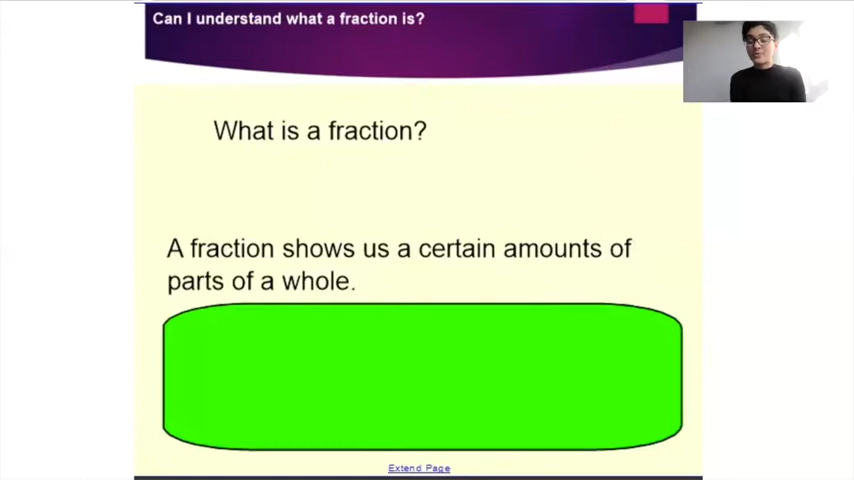 Can I understand what a fraction is?
What is a fraction?
A fraction shows us a certain amounts of
parts of a whole.
Extend Page